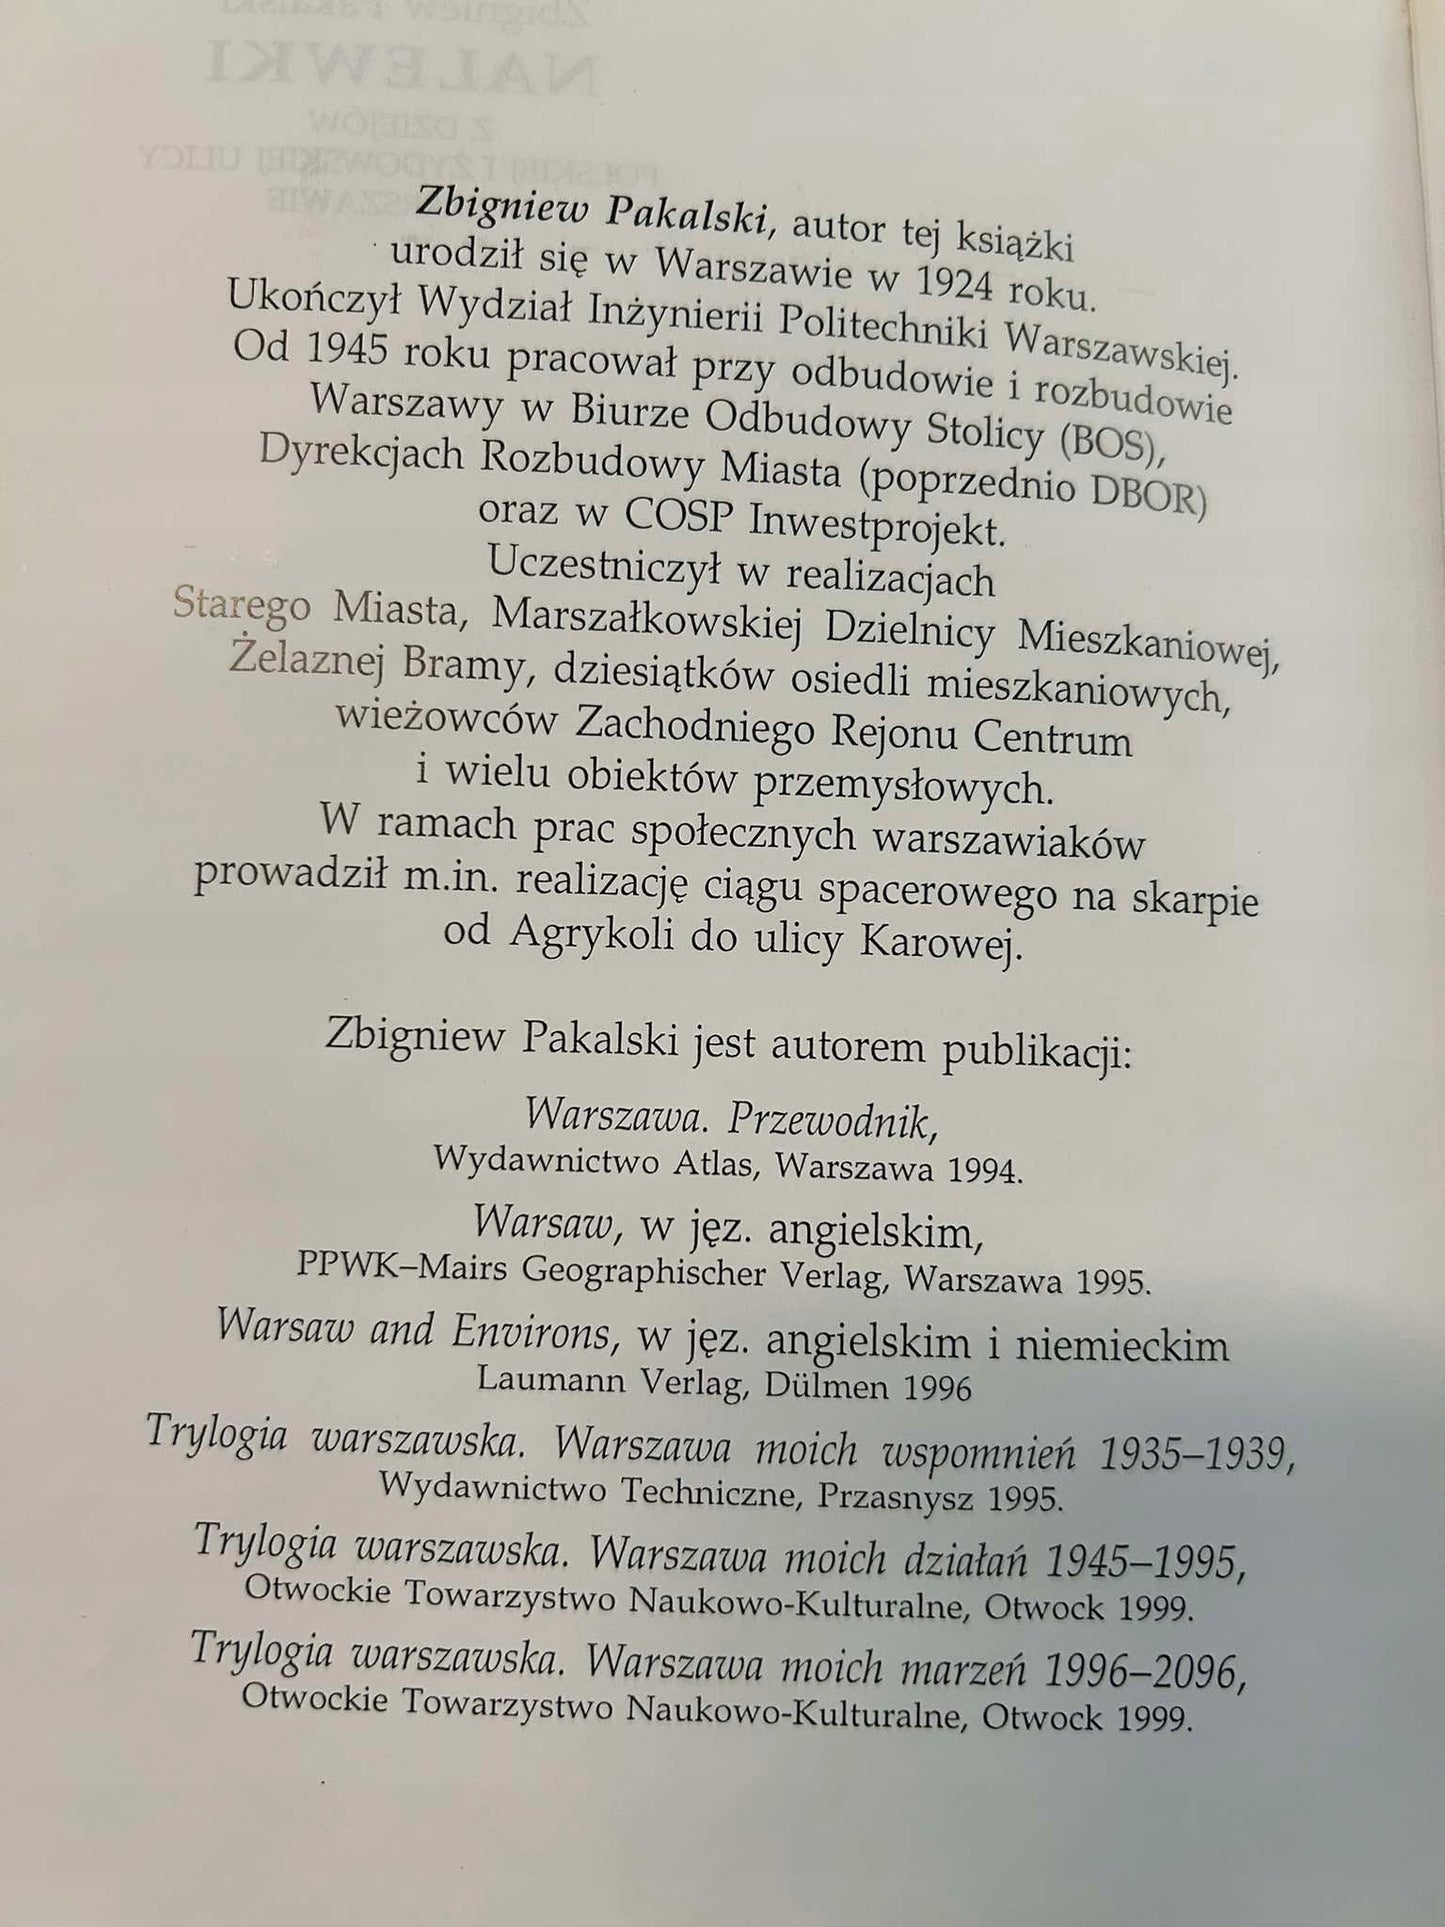 Zbigniew Pakalski
NALEWKI
Z DZIEJÓW
POLSKIEJ I ŻYDOWSKIEJ ULICY
Zbigniew Pakalski, autor tej książki
urodził się w Warszawie w 1924 roku.
Ukończył Wydział Inżynierii Politechniki Warszawskiej.
Od 1945 roku pracował przy odbudowie i rozbudowie
Warszawy w Biurze Odbudowy Stolicy (BOS),
Dyrekcjach Rozbudowy Miasta (poprzednio DBOR)
oraz w COSP Inwestprojekt.
Uczestniczył w realizacjach
Starego Miasta, Marszałkowskiej Dzielnicy Mieszkaniowej,
Żelaznej Bramy, dziesiątków osiedli mieszkaniowych,
wieżowców Zachodniego Rejonu Centrum
i wielu obiektów przemysłowych.
W ramach prac społecznych warszawiaków
prowadził m.in. realizację ciągu spacerowego na skarpie
od Agrykoli do ulicy Karowej.
Zbigniew Pakalski jest autorem publikacji:
Warszawa. Przewodnik,
Wydawnictwo Atlas, Warszawa 1994.
Warsaw, w jęz. angielskim,
PPWK–Mairs Geographischer Verlag, Warszawa 1995.
Warsaw and Environs, w jęz. angielskim i niemieckim
Laumann Verlag, Dülmen 1996
Trylogia warszawska. Warszawa moich wspomnień 1935–1939,
Wydawnictwo Techniczne, Przasnysz 1995.
Trylogia warszawska. Warszawa moich działań 1945–1995,
Otwockie Towarzystwo Naukowo-Kulturalne, Otwock 1999.
Trylogia warszawska. Warszawa moich marzeń 1996–2096,
Otwockie Towarzystwo Naukowo-Kulturalne, Otwock 1999.